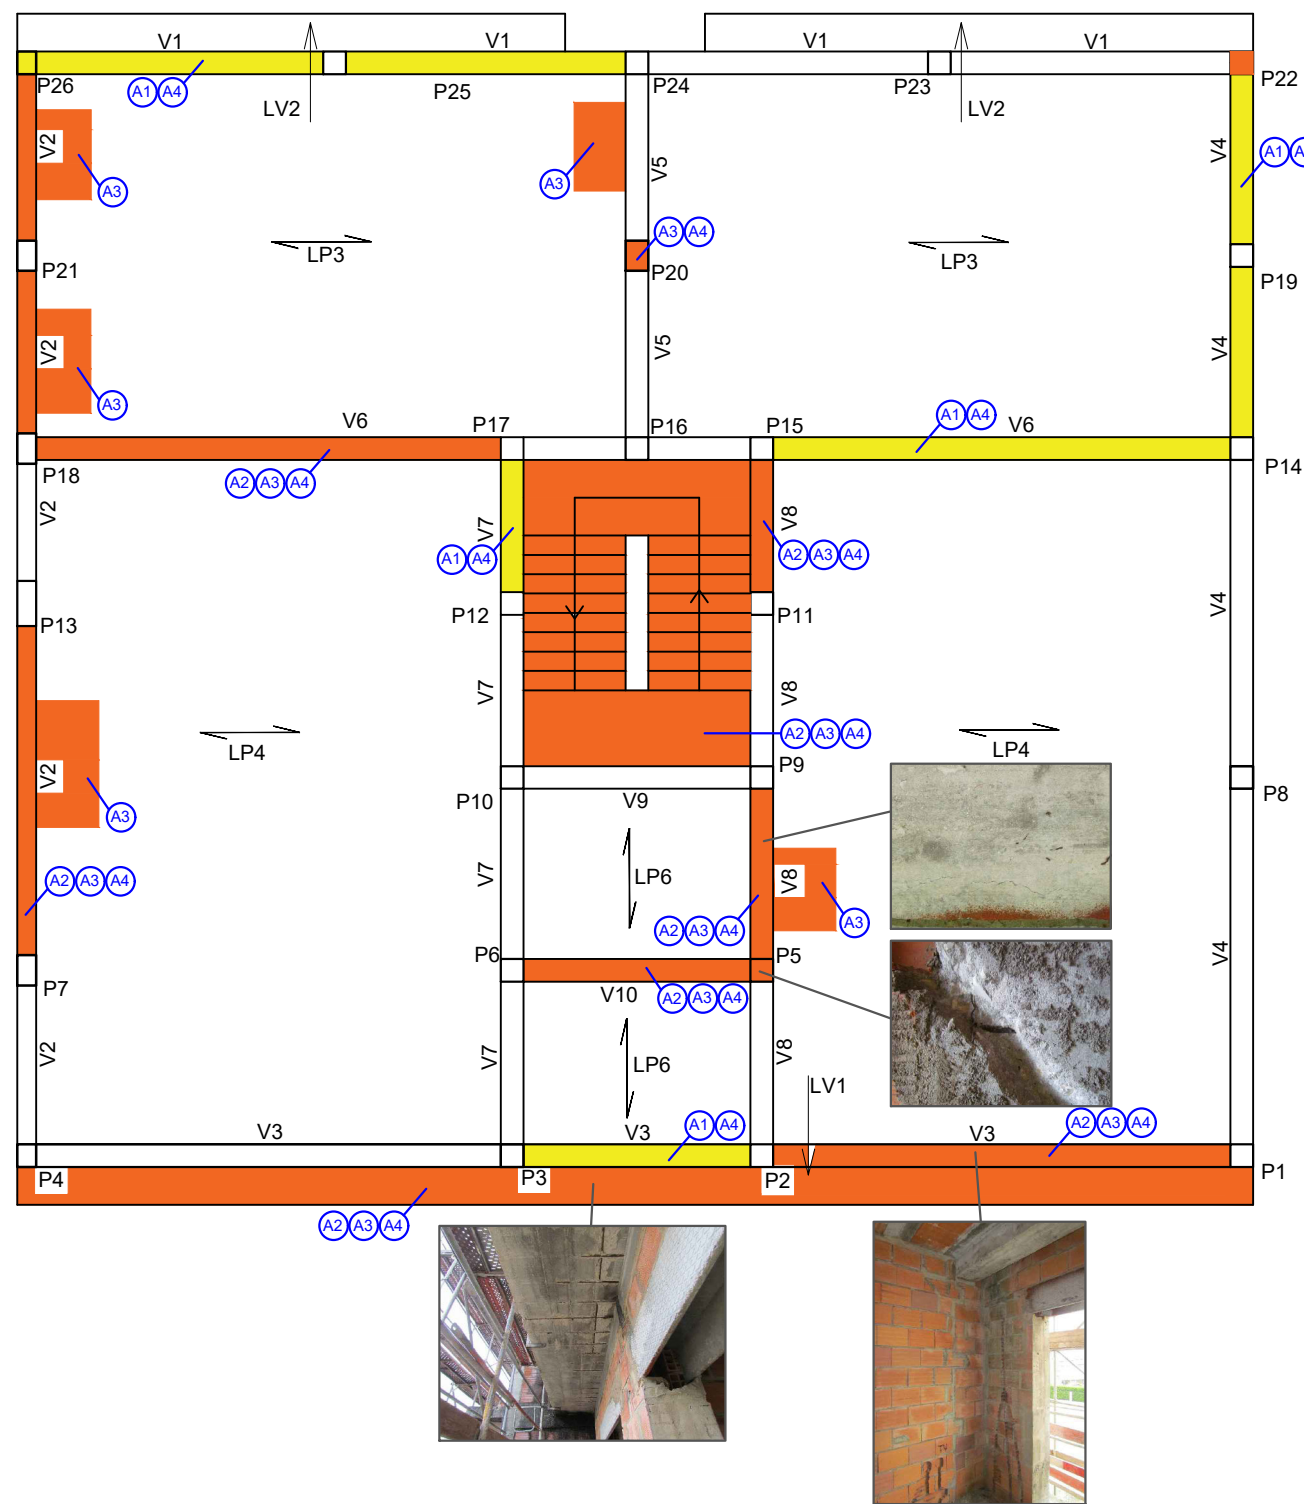 V1 V1 V1 V1
P26 P25 P24 P23 P22
A1 A4
LV2 LV2
V2 V5 V4
A3 A3 A1
A3 A4
LP3 LP3
P21 P20 P19
V2 V5 V4
A3
A1 A4
V6 P17 P16 P15 V6
P18 P14
A2 A3 A4
V2 V7 V8
A1 A4 A2 A3 A4
P13 P12 P11
V4
V7 V8
A2 A3 A4
LP4 LP4
V2 P9
P10 V9 P8
A3
V7 LP6 V8
A2 A3 A4
A2 A3 A4 A3
P6 P5
V4
P7 V10 A2 A3 A4
V2 V7 LP6 V8
LV1
A1 A4 A2 A3 A4
V3 V3 V3
P4 P3 P2 P1
A2 A3 A4